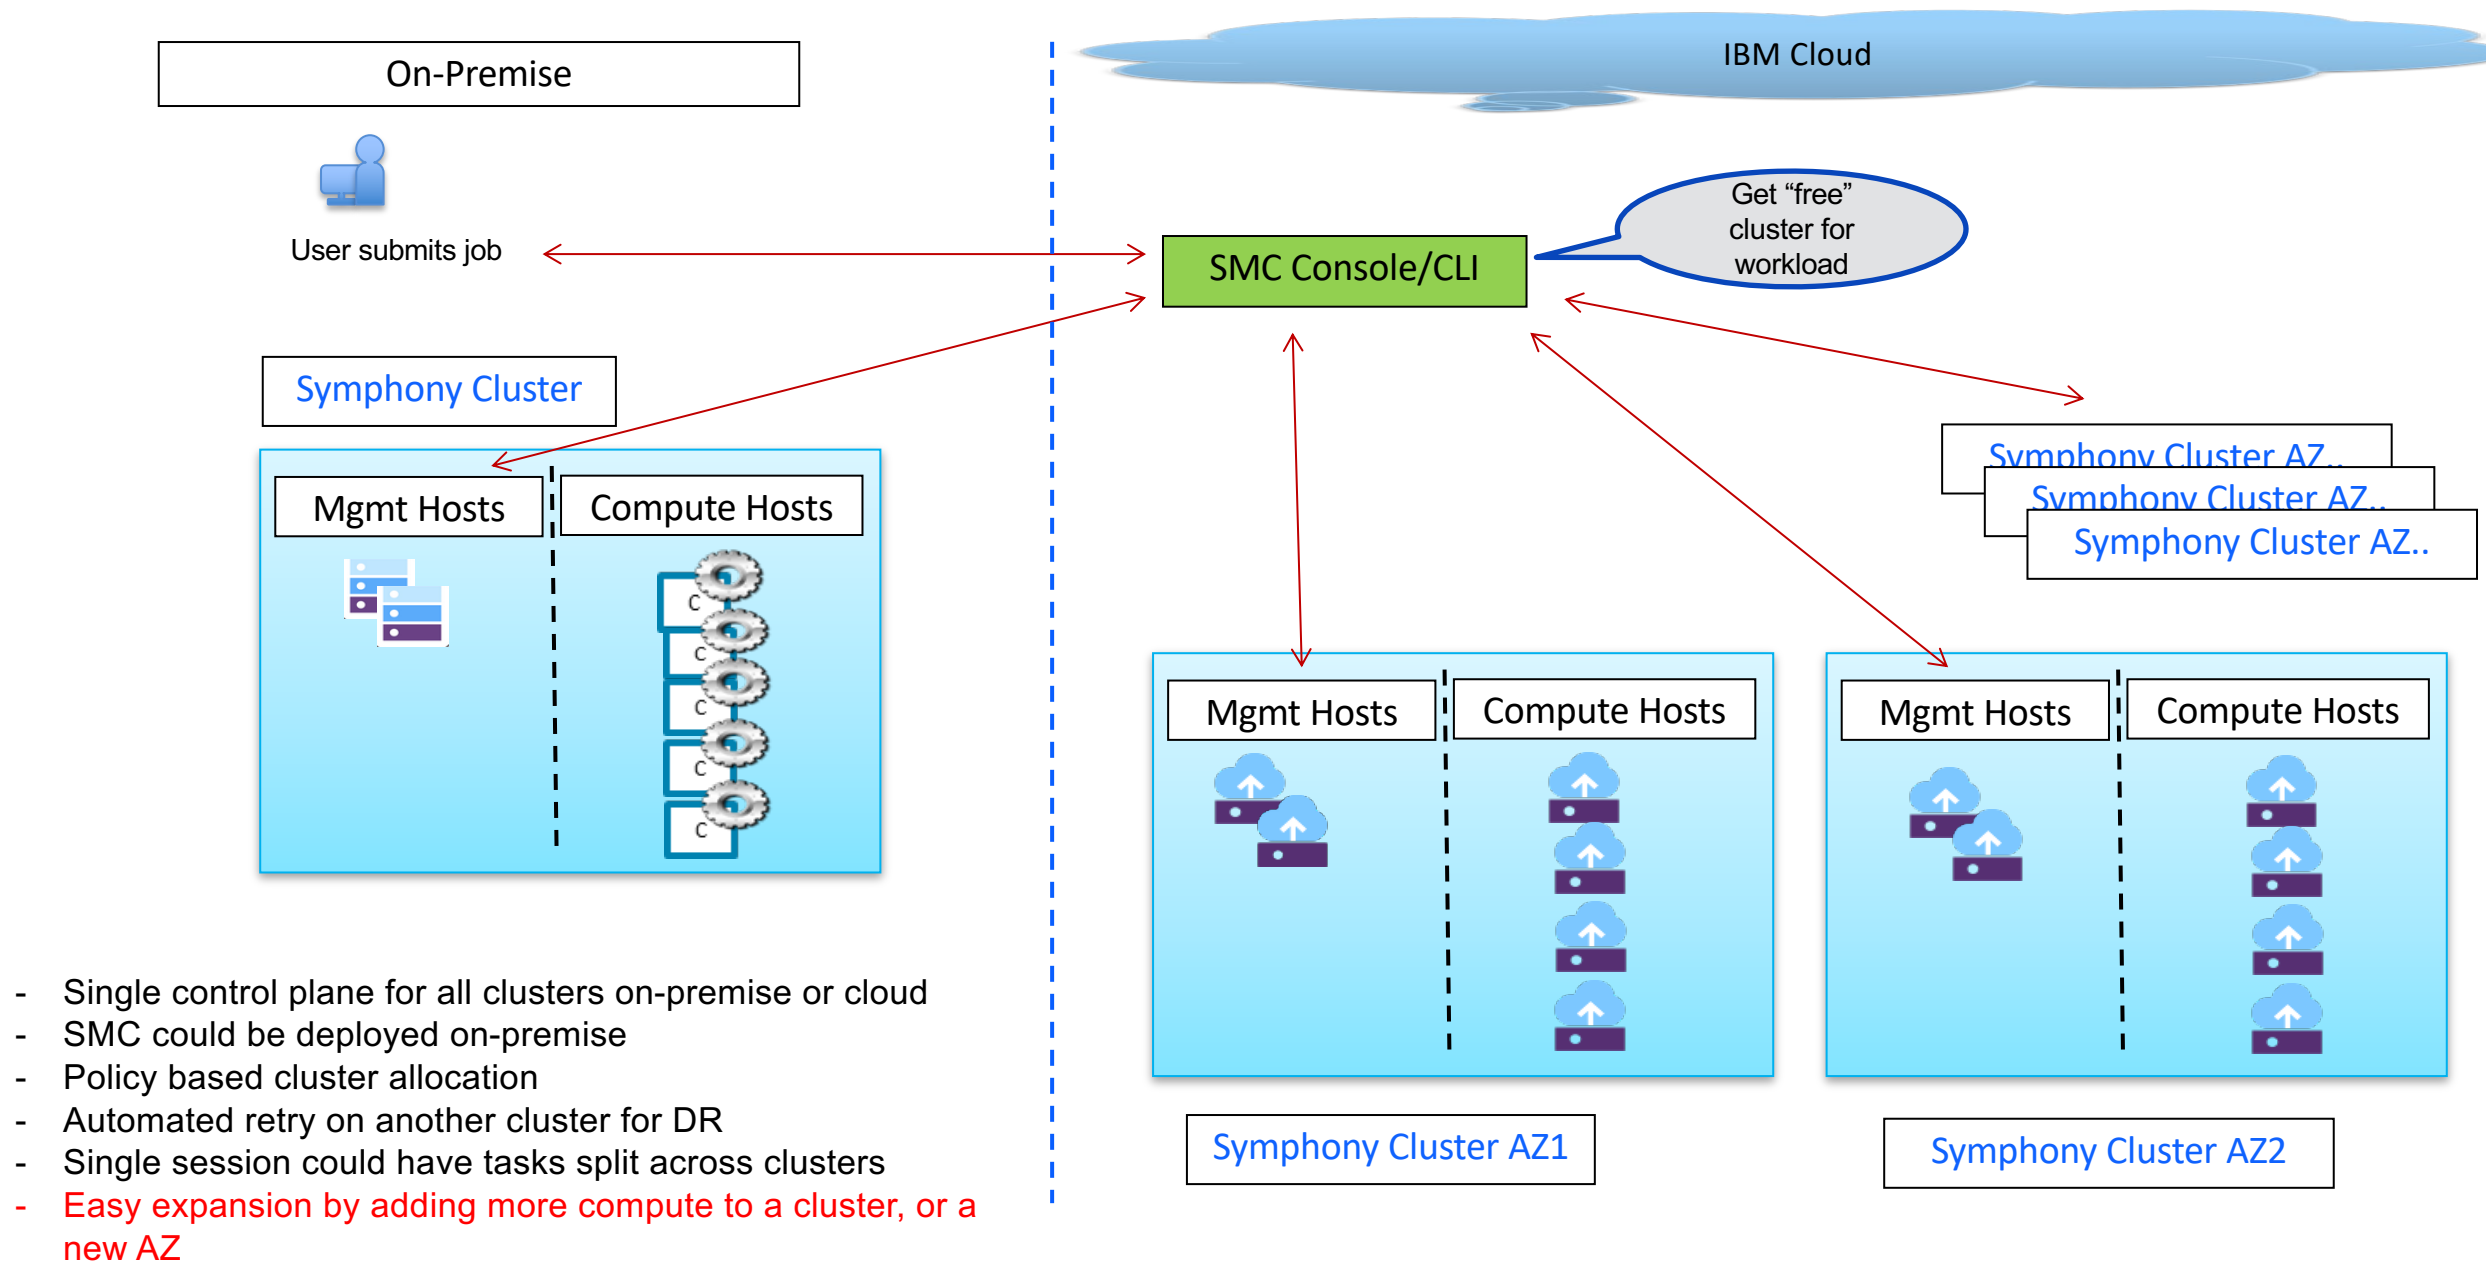 On-Premise
IBM Cloud
User submits job
Get “free”
cluster for
workload
SMC Console/CLI
Symphony Cluster
Mgmt Hosts
Compute Hosts
C
C
C
C
C
Symphony Cluster AZ..
Symphony Cluster AZ..
Symphony Cluster AZ..
Mgmt Hosts
Compute Hosts
Mgmt Hosts
Compute Hosts
Symphony Cluster AZ1
Symphony Cluster AZ2
- Single control plane for all clusters on-premise or cloud
- SMC could be deployed on-premise
- Policy based cluster allocation
- Automated retry on another cluster for DR
- Single session could have tasks split across clusters
- Easy expansion by adding more compute to a cluster, or a
new AZ